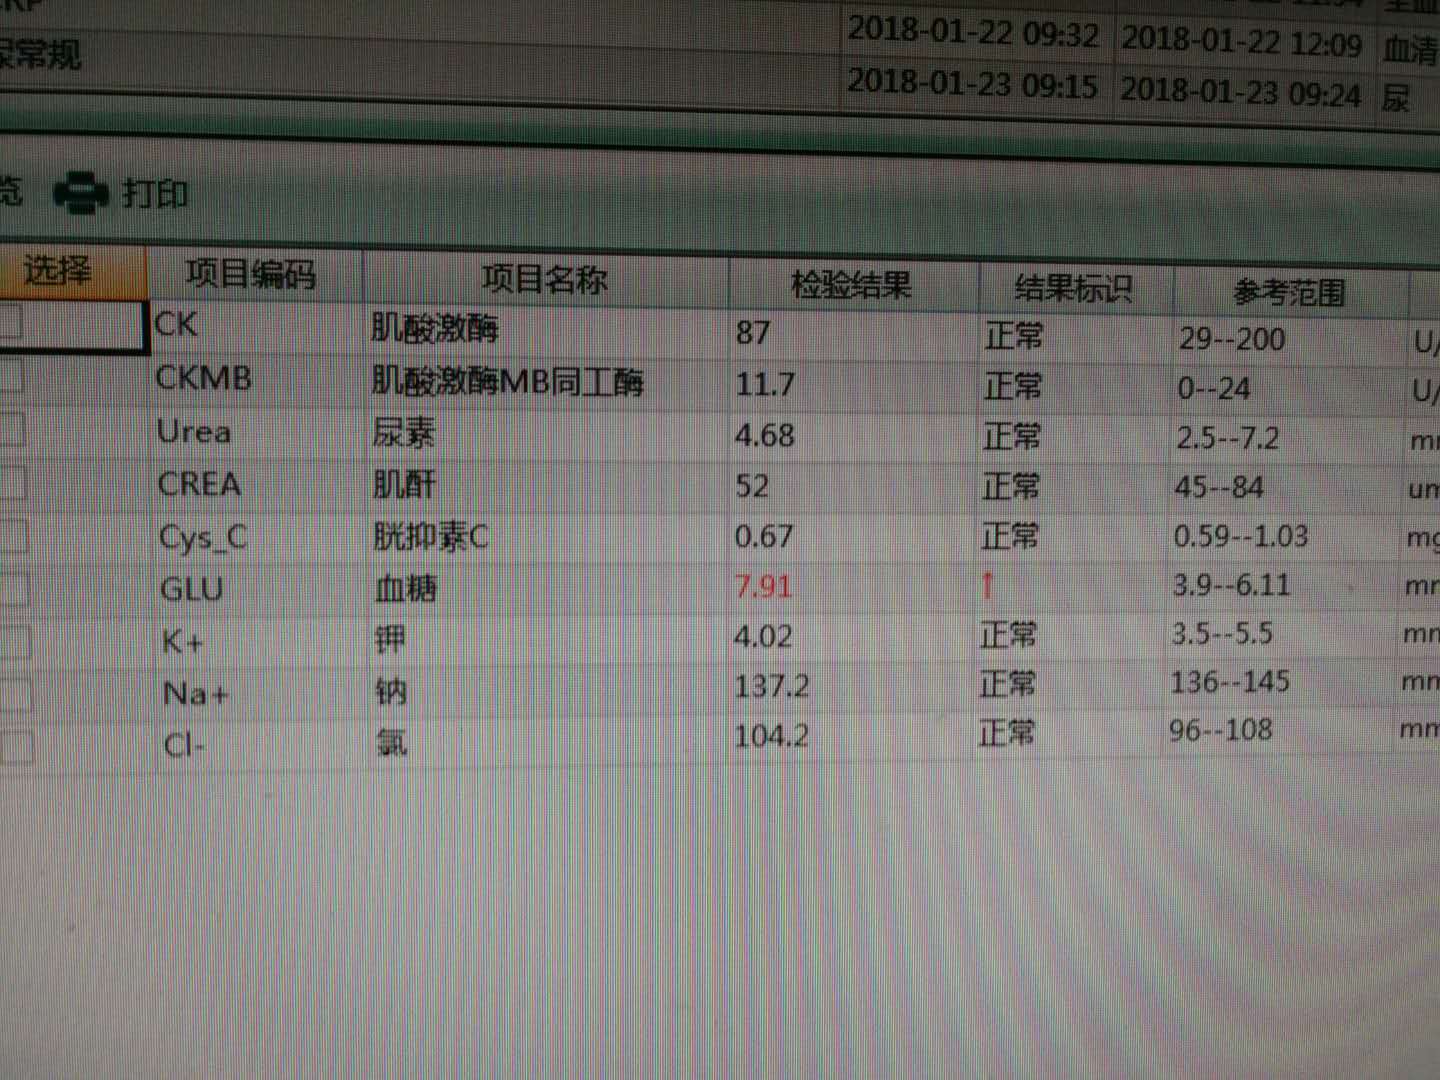 2018-01-22 09:32 2018-01-22 12:09 血清
尿常规 2018-01-23 09:15 2018-01-23 09:24 尿
览 打印
选择 项目编码 项目名称 检验结果 结果标识 参考范围
CK 肌酸激酶 87 正常 29--200 U/
CKMB 肌酸激酶MB同工酶 11.7 正常 0--24 U/
Urea 尿素 4.68 正常 2.5--7.2
CREA 肌酐 52 正常 45--84 um
Cys_C 胱抑素C 0.67 正常 0.59--1.03 mg
GLU 血糖 7.91 ↑ 3.9--6.11 mm
K+ 钾 4.02 正常 3.5--5.5 mm
Na+ 钠 137.2 正常 136--145 mm
Cl- 氯 104.2 正常 96--108 mm